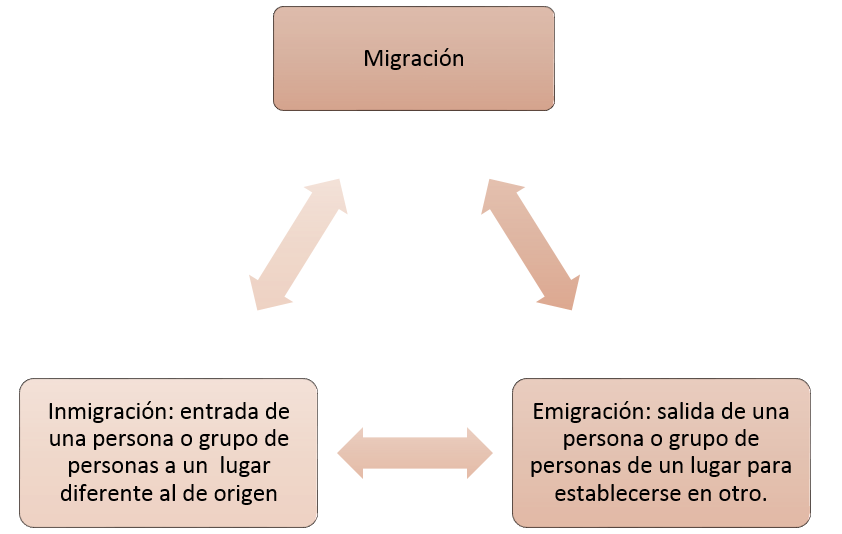 Migración
Inmigración: entrada de
una persona o grupo de
personas a un lugar
diferente al de origen
Emigración: salida de una
persona o grupo de
personas de un lugar para
establecerse en otro.